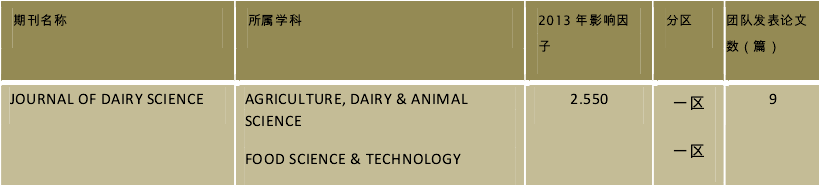 期刊名称
所属学科
2013 年影响因
子
分区
团队发表论文
数（篇）
JOURNAL OF DAIRY SCIENCE
AGRICULTURE, DAIRY & ANIMAL
SCIENCE
FOOD SCIENCE & TECHNOLOGY
2.550
一区
一区
9